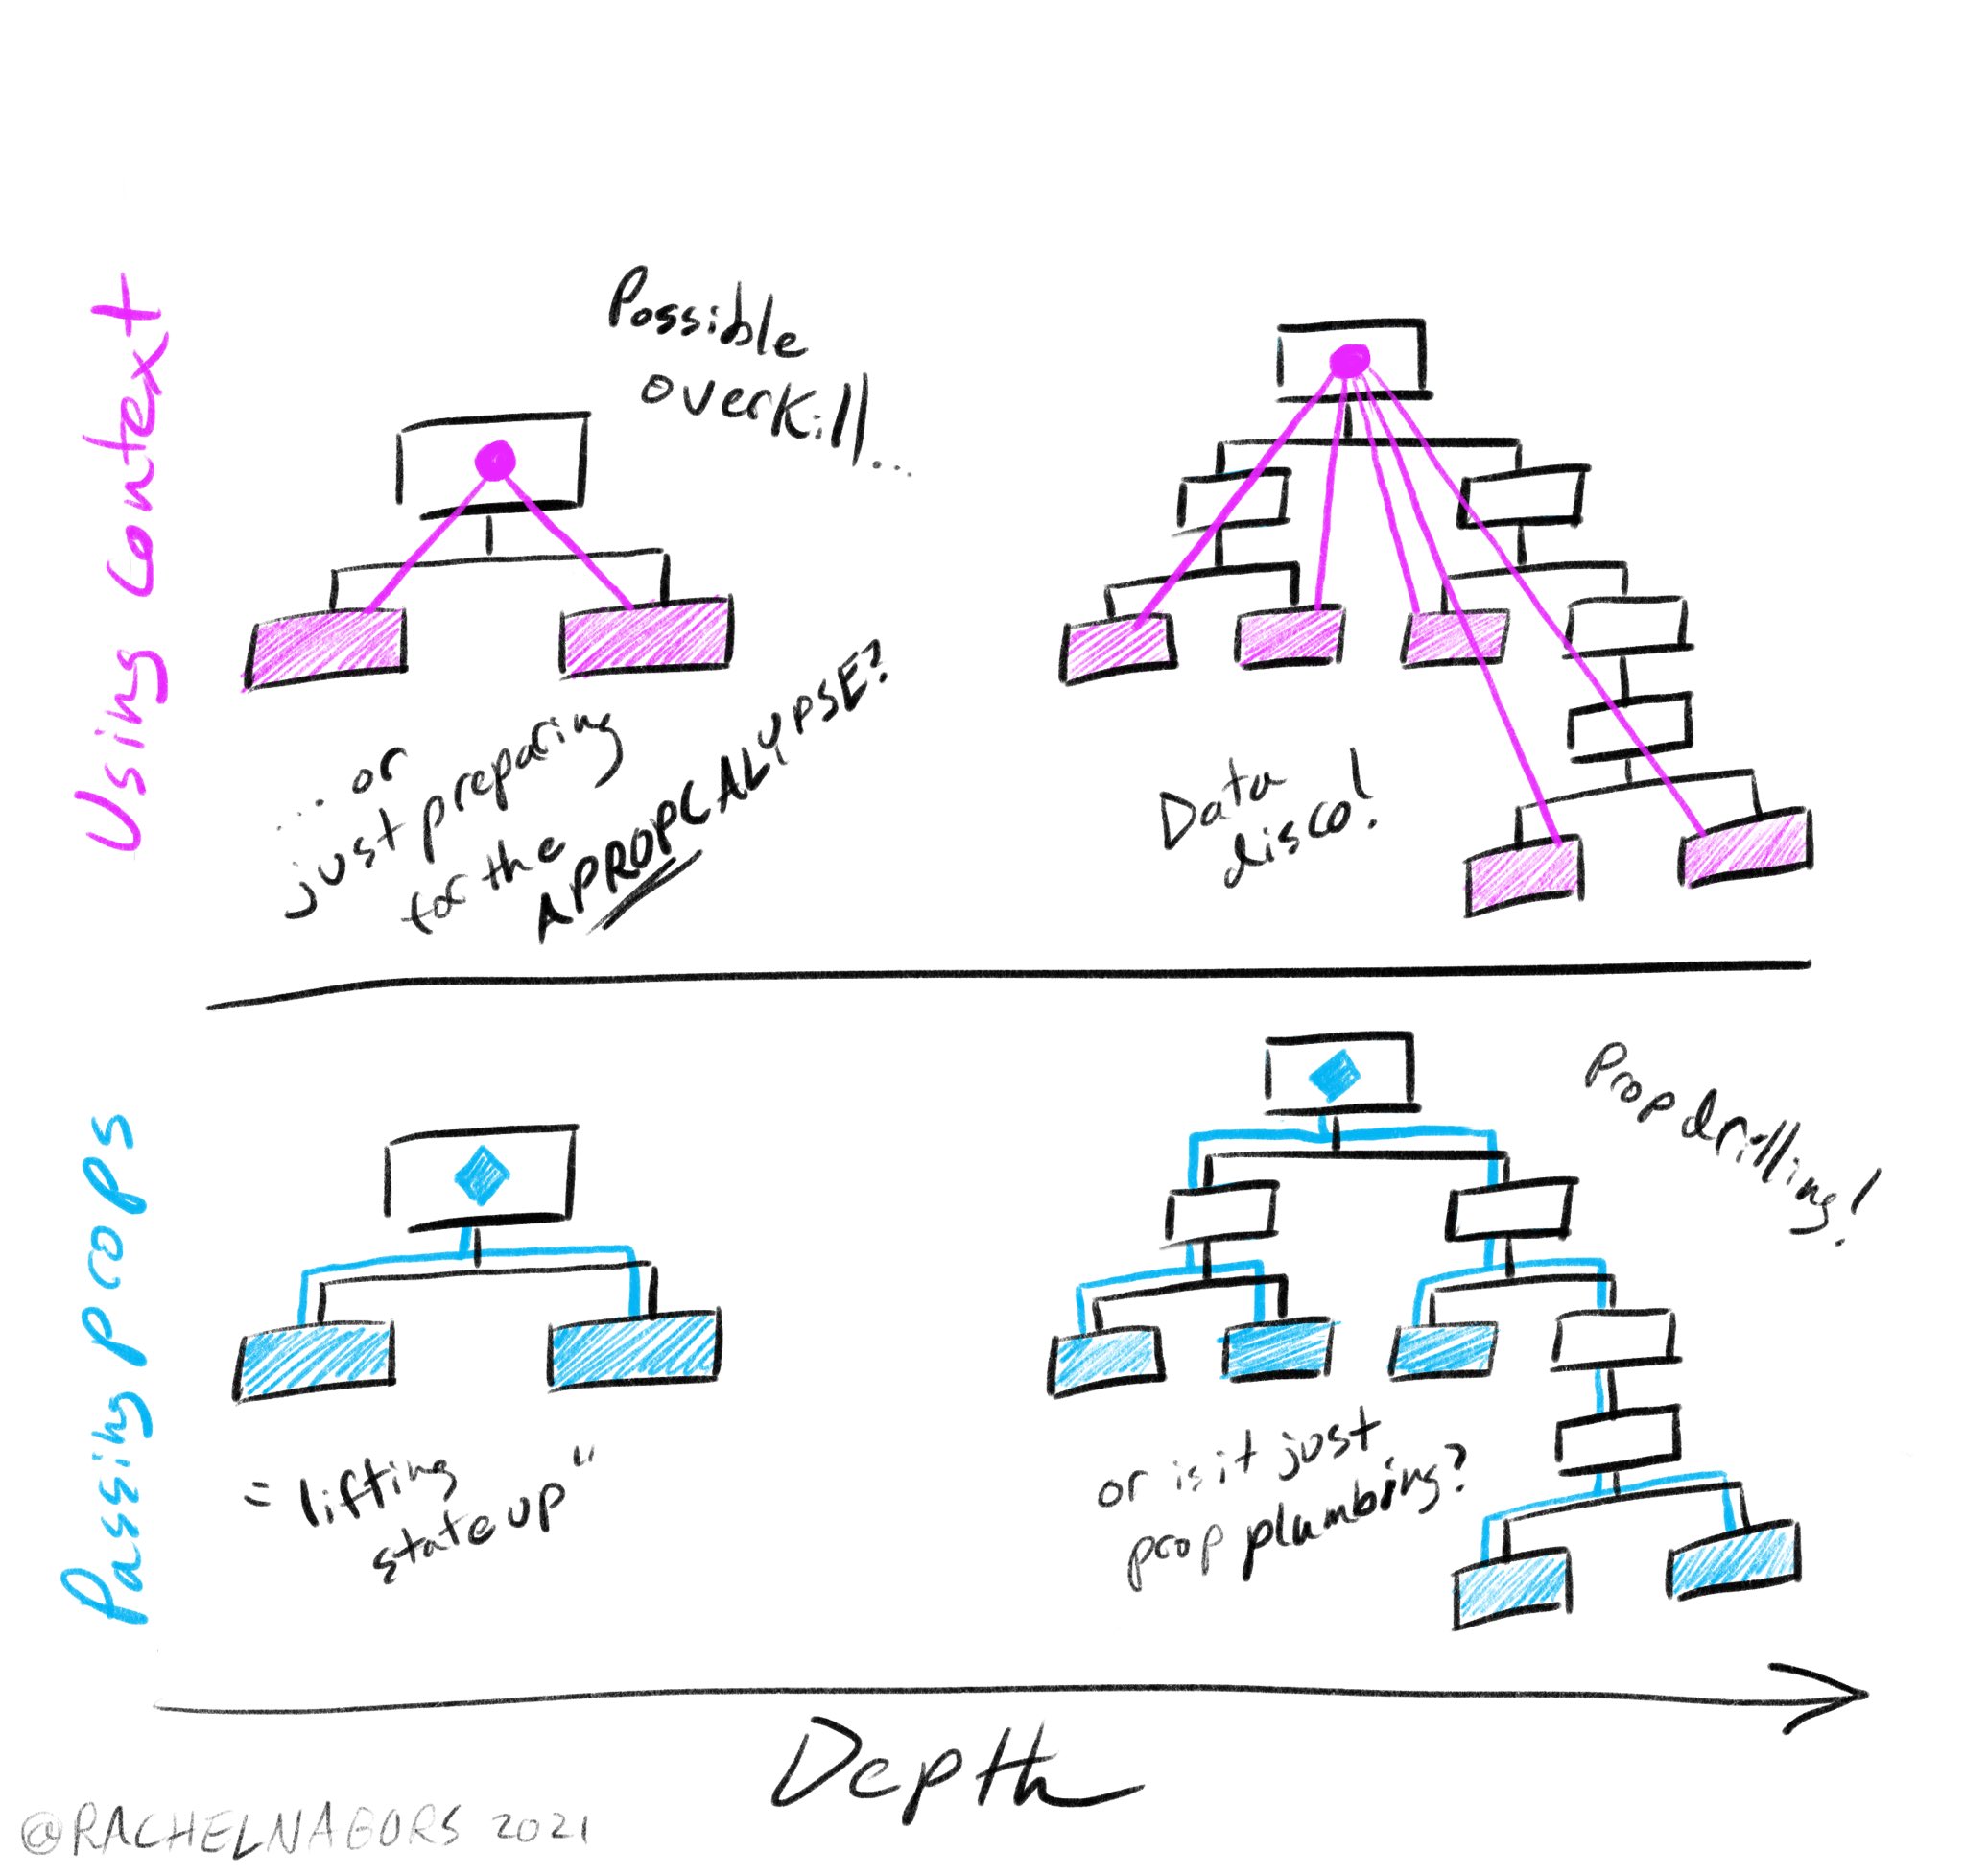 Using context
Possible
overkill...
... or
just preparing
for the
APROPCALYPSE?
Data
disco!
Passing props
= lifting
state up"
Prop drilling!
or is it just
prop plumbing?
Depth
@RACHELNABORS 2021